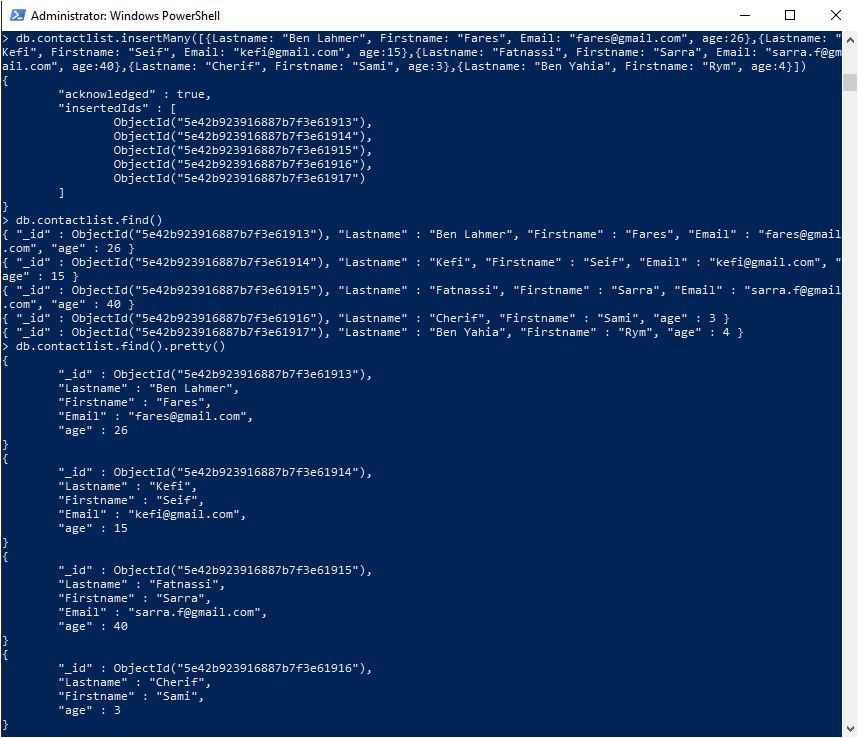 Administrator: Windows PowerShell
> db.contactlist.insertMany([{Lastname: "Ben Lahmer", Firstname: "Fares", Email: "fares@gmail.com", age:26},{Lastname: "
Kefi", Firstname: "Seif", Email: "kefi@gmail.com", age:15},{Lastname: "Fatnassi", Firstname: "Sarra", Email: "sarra.f@gm
ail.com", age:40},{Lastname: "Cherif", Firstname: "Sami", age:3},{Lastname: "Ben Yahia", Firstname: "Rym", age:4}])
{
        "acknowledged" : true,
        "insertedIds" : [
                ObjectId("5e42b923916887b7f3e61913"),
                ObjectId("5e42b923916887b7f3e61914"),
                ObjectId("5e42b923916887b7f3e61915"),
                ObjectId("5e42b923916887b7f3e61916"),
                ObjectId("5e42b923916887b7f3e61917")
        ]
}
> db.contactlist.find()
{ "_id" : ObjectId("5e42b923916887b7f3e61913"), "Lastname" : "Ben Lahmer", "Firstname" : "Fares", "Email" : "fares@gmail
.com", "age" : 26 }
{ "_id" : ObjectId("5e42b923916887b7f3e61914"), "Lastname" : "Kefi", "Firstname" : "Seif", "Email" : "kefi@gmail.com", "
age" : 15 }
{ "_id" : ObjectId("5e42b923916887b7f3e61915"), "Lastname" : "Fatnassi", "Firstname" : "Sarra", "Email" : "sarra.f@gmail
.com", "age" : 40 }
{ "_id" : ObjectId("5e42b923916887b7f3e61916"), "Lastname" : "Cherif", "Firstname" : "Sami", "age" : 3 }
{ "_id" : ObjectId("5e42b923916887b7f3e61917"), "Lastname" : "Ben Yahia", "Firstname" : "Rym", "age" : 4 }
> db.contactlist.find().pretty()
{
        "_id" : ObjectId("5e42b923916887b7f3e61913"),
        "Lastname" : "Ben Lahmer",
        "Firstname" : "Fares",
        "Email" : "fares@gmail.com",
        "age" : 26
}
{
        "_id" : ObjectId("5e42b923916887b7f3e61914"),
        "Lastname" : "Kefi",
        "Firstname" : "Seif",
        "Email" : "kefi@gmail.com",
        "age" : 15
}
{
        "_id" : ObjectId("5e42b923916887b7f3e61915"),
        "Lastname" : "Fatnassi",
        "Firstname" : "Sarra",
        "Email" : "sarra.f@gmail.com",
        "age" : 40
}
{
        "_id" : ObjectId("5e42b923916887b7f3e61916"),
        "Lastname" : "Cherif",
        "Firstname" : "Sami",
        "age" : 3
}